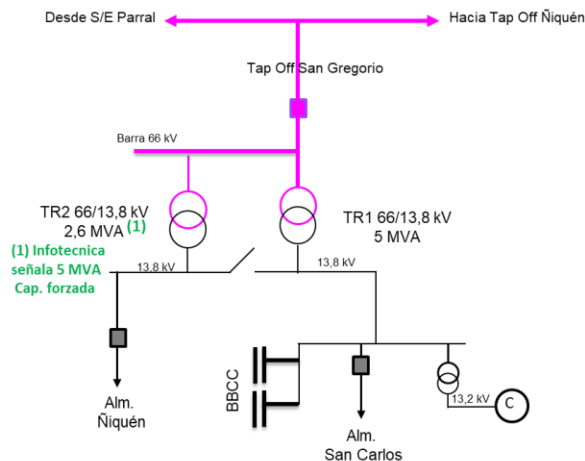 Desde S/E Parral
Hacia Tap Off Ñiquén
Tap Off San Gregorio
Barra 66 kV
TR2 66/13,8 kV
2,6 MVA (1)
TR1 66/13,8 kV
5 MVA
(1) Infotecnica
señala 5 MVA
Cap. forzada
13,8 kV
13,8 kV
BBCC
13,2 kV
C
Alm.
Ñiquén
Alm.
San Carlos